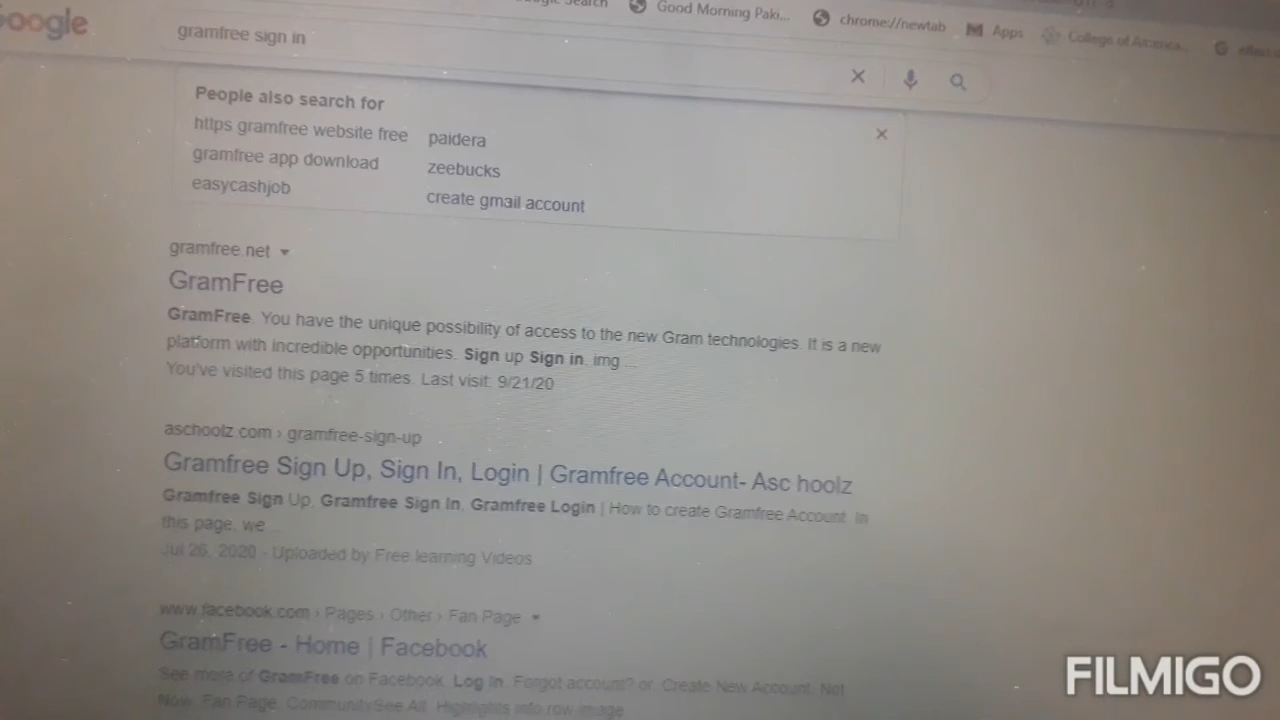 Google Search
Good Morning Paki...
chrome://newtab
Apps
College of
Google
gramfree sign in
People also search for
https gramfree website free
paidera
gramfree app download
zeebucks
easycashjob
create gmail account
gramfree.net
GramFree
GramFree. You have the unique possibility of access to the new Gram technologies. It is a new
platform with incredible opportunities. Sign up Sign in. img ...
You've visited this page 5 times. Last visit: 9/21/20
aschoolz.com › gramfree-sign-up
Gramfree Sign Up, Sign In, Login | Gramfree Account- Asc hoolz
Gramfree Sign Up, Gramfree Sign In, Gramfree Login | How to create Gramfree Account. In
this page, we ...
Jul 26, 2020 - Uploaded by Free learning Videos
www.facebook.com › Pages › Other › Fan Page
GramFree - Home | Facebook
See more of GramFree on Facebook. Log In. Forgot account? or. Create New Account. Not
Now. Fan Page. CommunitySee All. Highlights info row image
FILMIGO